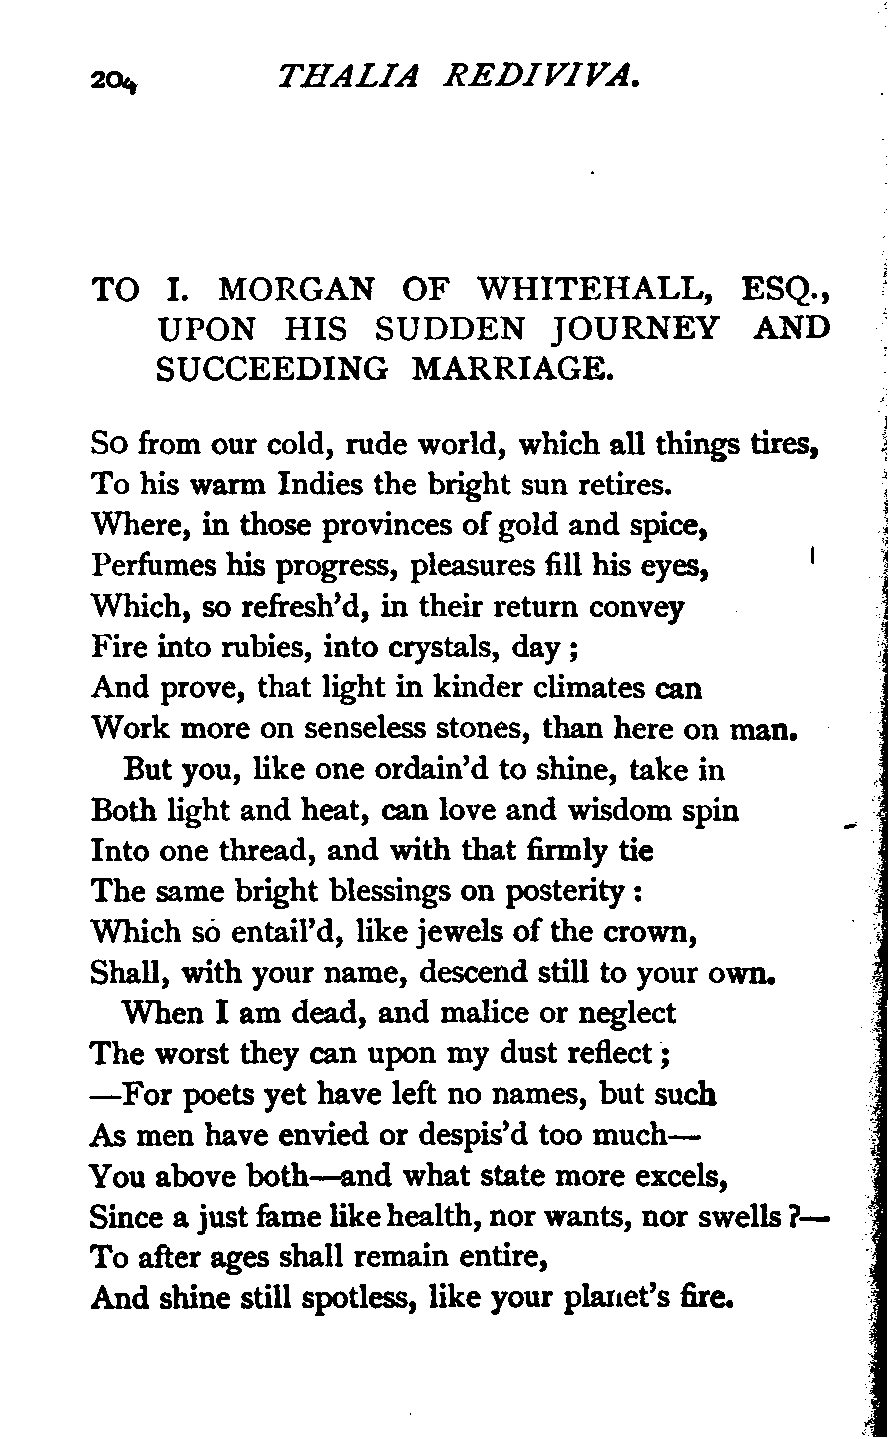 204 THALIA REDIVIVA.
TO I. MORGAN OF WHITEHALL, ESQ.,
UPON HIS SUDDEN JOURNEY AND
SUCCEEDING MARRIAGE.
So from our cold, rude world, which all things tires,
To his warm Indies the bright sun retires.
Where, in those provinces of gold and spice,
Perfumes his progress, pleasures fill his eyes,
Which, so refresh'd, in their return convey
Fire into rubies, into crystals, day ;
And prove, that light in kinder climates can
Work more on senseless stones, than here on man.
But you, like one ordain'd to shine, take in
Both light and heat, can love and wisdom spin
Into one thread, and with that firmly tie
The same bright blessings on posterity :
Which so entail'd, like jewels of the crown,
Shall, with your name, descend still to your own.
When I am dead, and malice or neglect
The worst they can upon my dust reflect ;
—For poets yet have left no names, but such
As men have envied or despis'd too much—
You above both—and what state more excels,
Since a just fame like health, nor wants, nor swells ?—
To after ages shall remain entire,
And shine still spotless, like your planet's fire.